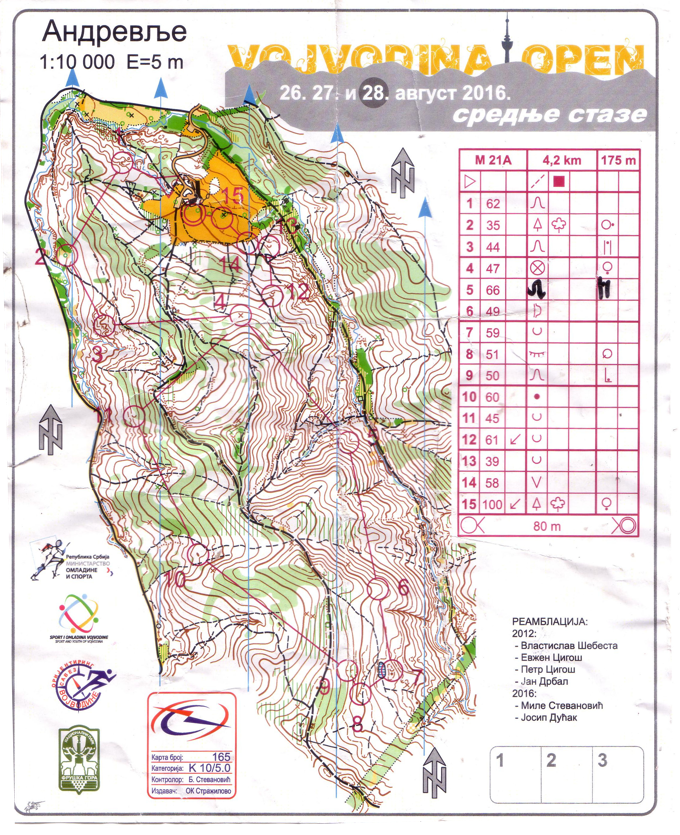 Андревље
1:10 000 E=5 m
VOJVODINA OPEN
26. 27. и 28. август 2016.
средње стазе
M 21A 4,2 km 175 m
1 62
2 35
3 44
4 47
5 66
6 49
7 59
8 51
9 50
10 60
11 45
12 61
13 39
14 58
15 100
80 m
15
13
14
12
4
2
3
10
6
7
9
8
Република Србија
МИНИСТАРСТВО
ОМЛАДИНЕ
И СПОРТА
SPORT I OMLADINA VOJVODINE
ФРУШКА ГОРА
Карта број: 165
Категорија: К 10/5.0
Контролор: Б. Стевановић
Издавач: ОК Стражилово
РЕАМБЛАЦИЈА:
2012:
- Властислав Шебеста
- Евжен Цигош
- Петр Цигош
- Јан Дрбал
2016:
- Миле Стевановић
- Јосип Дућак
1 2 3